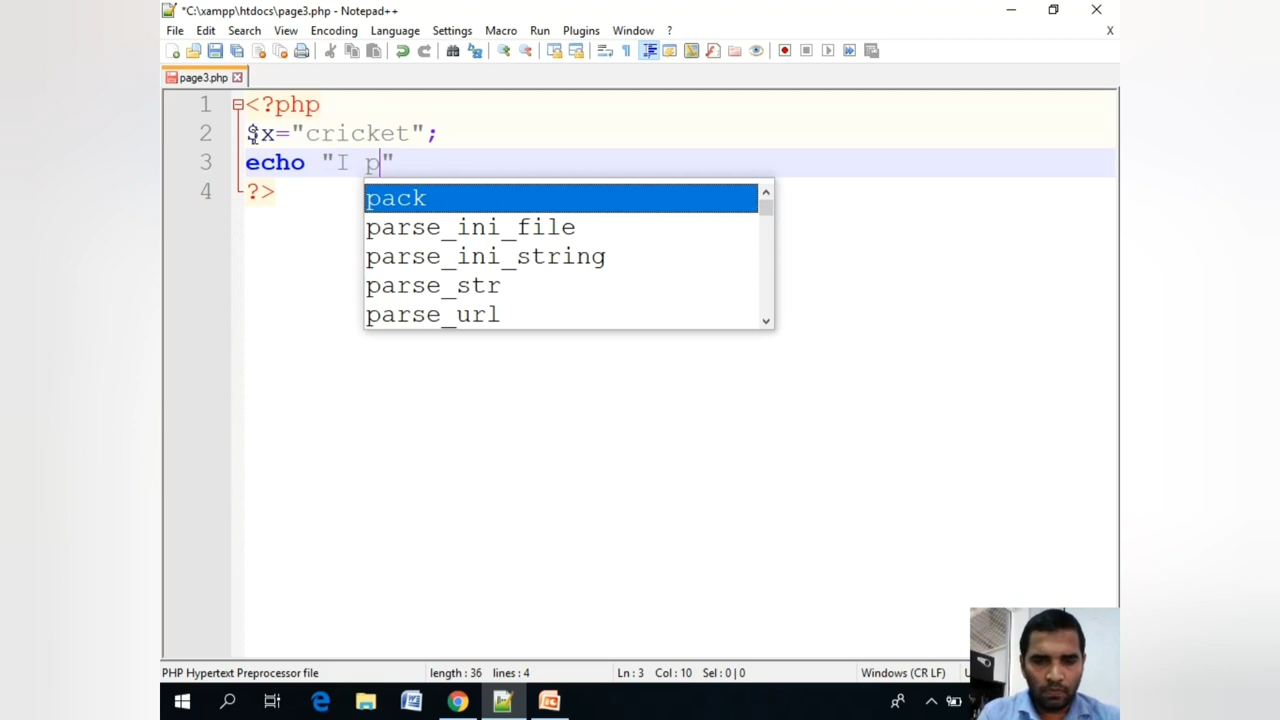 *C:\xampp\htdocs\page3.php - Notepad++
File Edit Search View Encoding Language Settings Macro Run Plugins Window ? X
page3.php
1 <?php
2 $x="cricket";
3 echo "I p"
4 ?>
pack
parse_ini_file
parse_ini_string
parse_str
parse_url
PHP Hypertext Preprocessor file length : 36 lines : 4 Ln : 3 Col : 10 Sel : 0 | 0 Windows (CR LF)